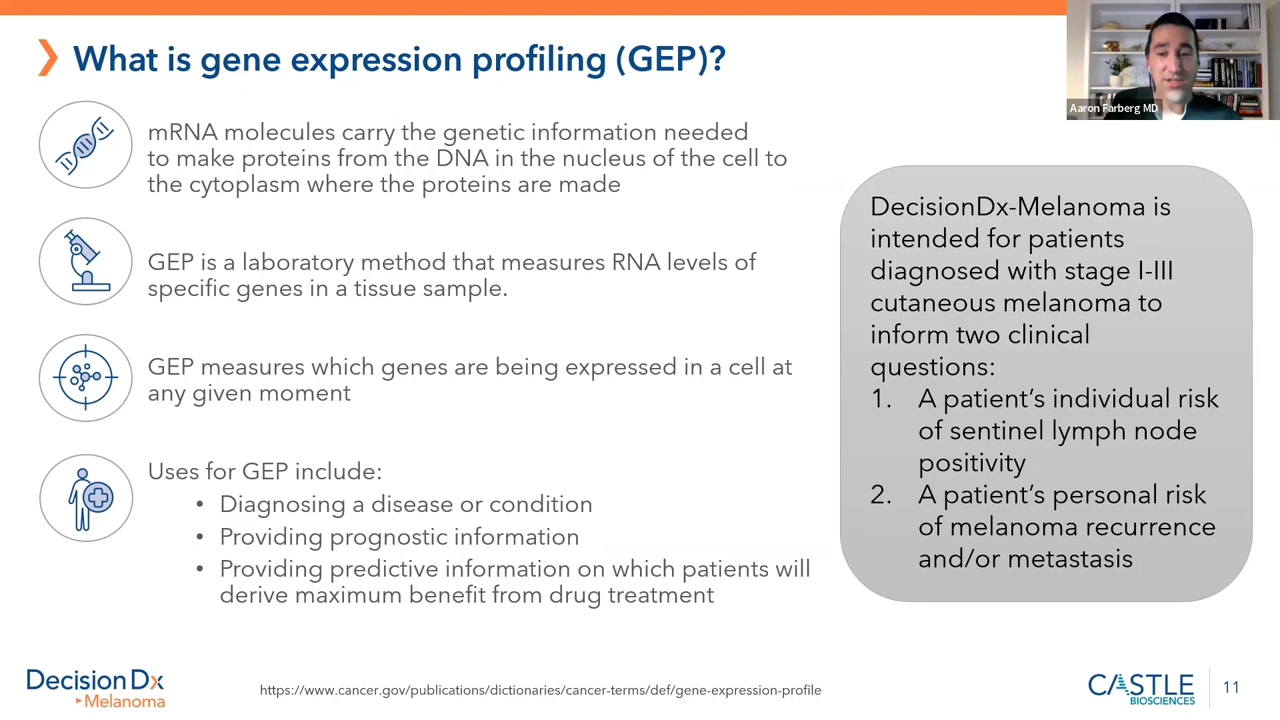 What is gene expression profiling (GEP)?
Aaron Farberg MD
mRNA molecules carry the genetic information needed
to make proteins from the DNA in the nucleus of the cell to
the cytoplasm where the proteins are made
GEP is a laboratory method that measures RNA levels of
specific genes in a tissue sample.
GEP measures which genes are being expressed in a cell at
any given moment
Uses for GEP include:
• Diagnosing a disease or condition
• Providing prognostic information
• Providing predictive information on which patients will
derive maximum benefit from drug treatment
DecisionDx-Melanoma is
intended for patients
diagnosed with stage I-III
cutaneous melanoma to
inform two clinical
questions:
1. A patient’s individual risk
of sentinel lymph node
positivity
2. A patient’s personal risk
of melanoma recurrence
and/or metastasis
DecisionDx
Melanoma
https://www.cancer.gov/publications/dictionaries/cancer-terms/def/gene-expression-profile
CASTLE
BIOSCIENCES
11